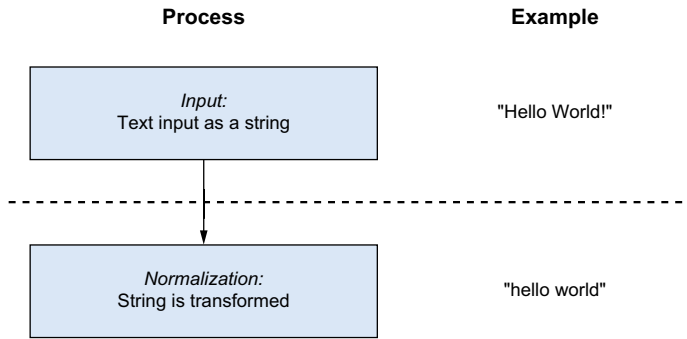 Process
Example
Input:
Text input as a string
"Hello World!"
Normalization:
String is transformed
"hello world"